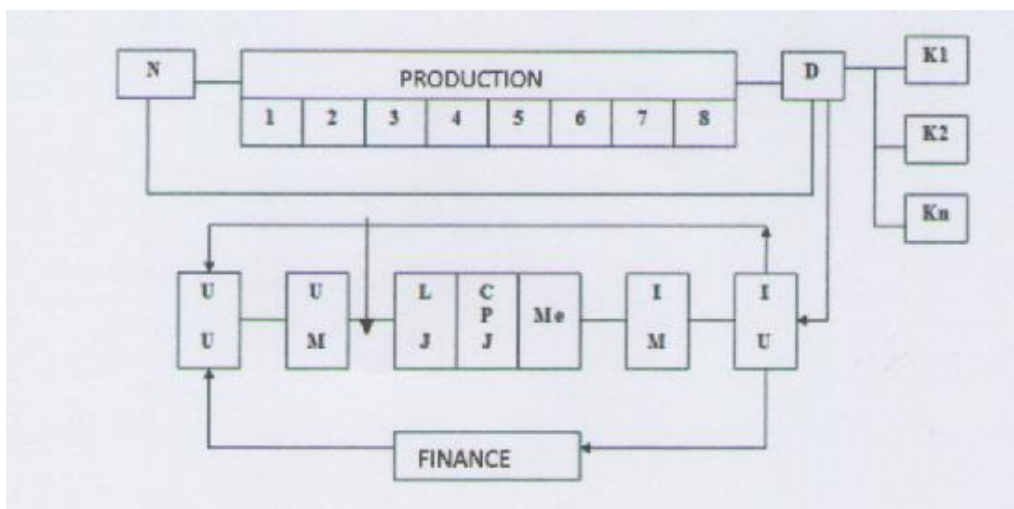 N
PRODUCTION
D
K1
1 2 3 4 5 6 7 8
K2
Kn
U U
U M
L J
C P J
Me
I M
I U
FINANCE